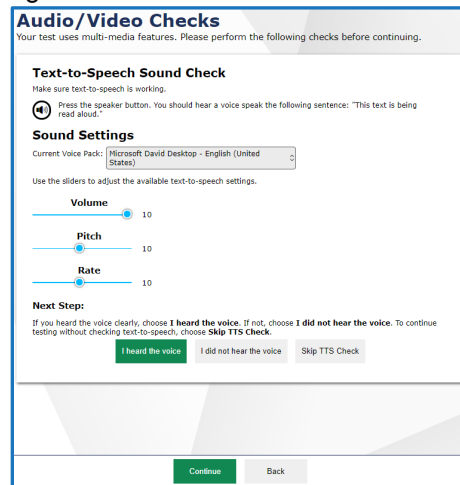 Audio/Video Checks
Your test uses multi-media features. Please perform the following checks before continuing.
Text-to-Speech Sound Check
Make sure text-to-speech is working.
Press the speaker button. You should hear a voice speak the following sentence: "This text is being
read aloud."
Sound Settings
Current Voice Pack:
Microsoft David Desktop - English (United
States)
Use the sliders to adjust the available text-to-speech settings.
Volume
10
Pitch
10
Rate
10
Next Step:
If you heard the voice clearly, choose I heard the voice. If not, choose I did not hear the voice. To continue
testing without checking text-to-speech, choose Skip TTS Check.
I heard the voice
I did not hear the voice
Skip TTS Check
Continue
Back